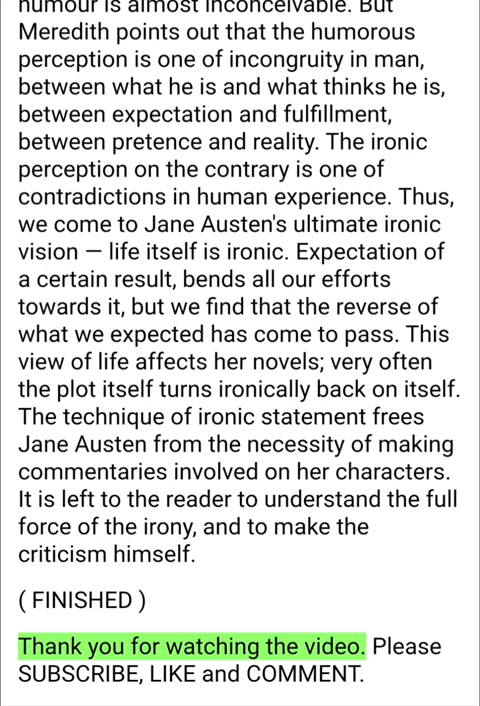 humour is almost inconceivable. But
Meredith points out that the humorous
perception is one of incongruity in man,
between what he is and what thinks he is,
between expectation and fulfillment,
between pretence and reality. The ironic
perception on the contrary is one of
contradictions in human experience. Thus,
we come to Jane Austen's ultimate ironic
vision — life itself is ironic. Expectation of
a certain result, bends all our efforts
towards it, but we find that the reverse of
what we expected has come to pass. This
view of life affects her novels; very often
the plot itself turns ironically back on itself.
The technique of ironic statement frees
Jane Austen from the necessity of making
commentaries involved on her characters.
It is left to the reader to understand the full
force of the irony, and to make the
criticism himself.
( FINISHED )
Thank you for watching the video. Please
SUBSCRIBE, LIKE and COMMENT.